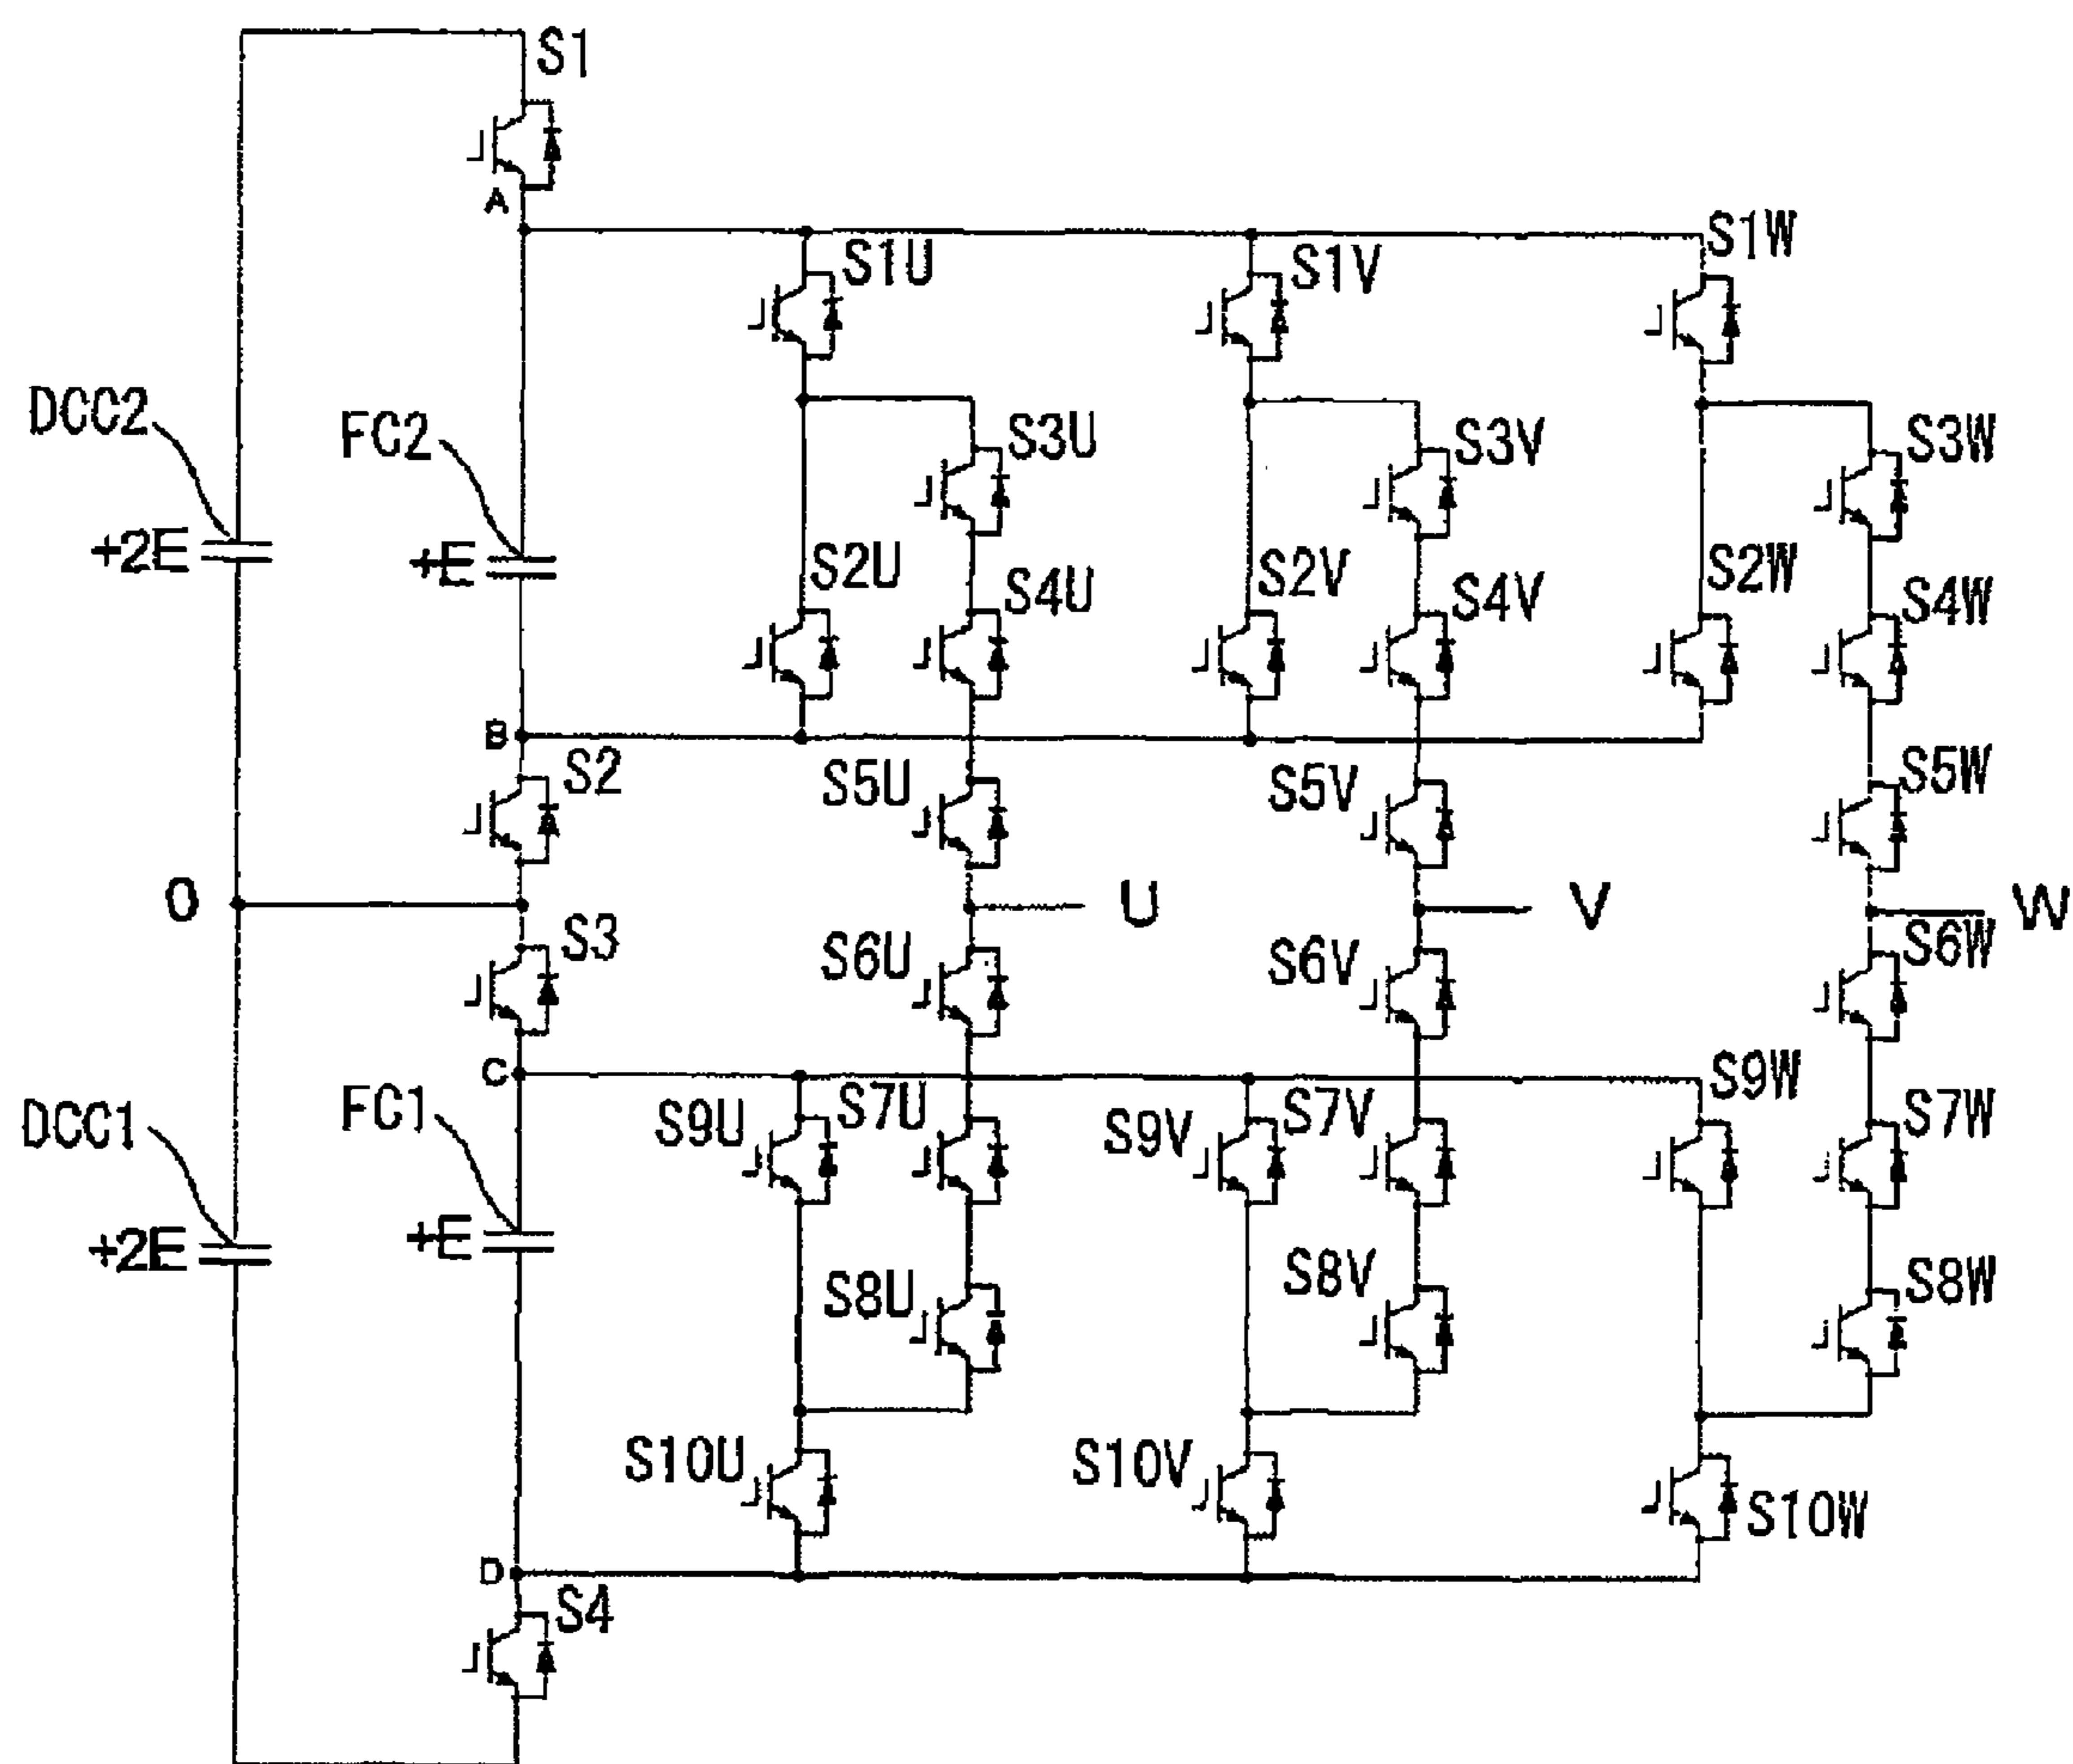 S1
A
S1U
S1V
S1W
DCC2
FC2
S3U
S3V
S3W
+2E
+E
S2U
S4U
S2V
S4V
S2W
S4W
B
S2
S5U
S5V
S5W
O
U
V
W
S3
S6U
S6V
S6W
C
DCC1
FC1
S9U
S7U
S9V
S7V
S9W
S7W
+2E
+E
S8U
S8V
S8W
S10U
S10V
S10W
D
S4